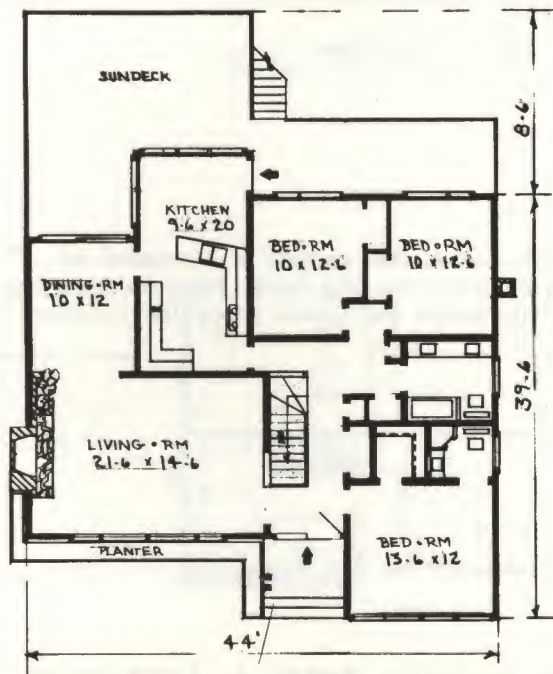 SUNDECK
8-6
KITCHEN
9-6 x 20
BED • RM
10 x 12-6
BED • RM
10 x 12-6
DINING • RM
10 x 12
39-6
LIVING • RM
21-6 x 14-6
PLANTER
BED • RM
13-6 x 12
44'